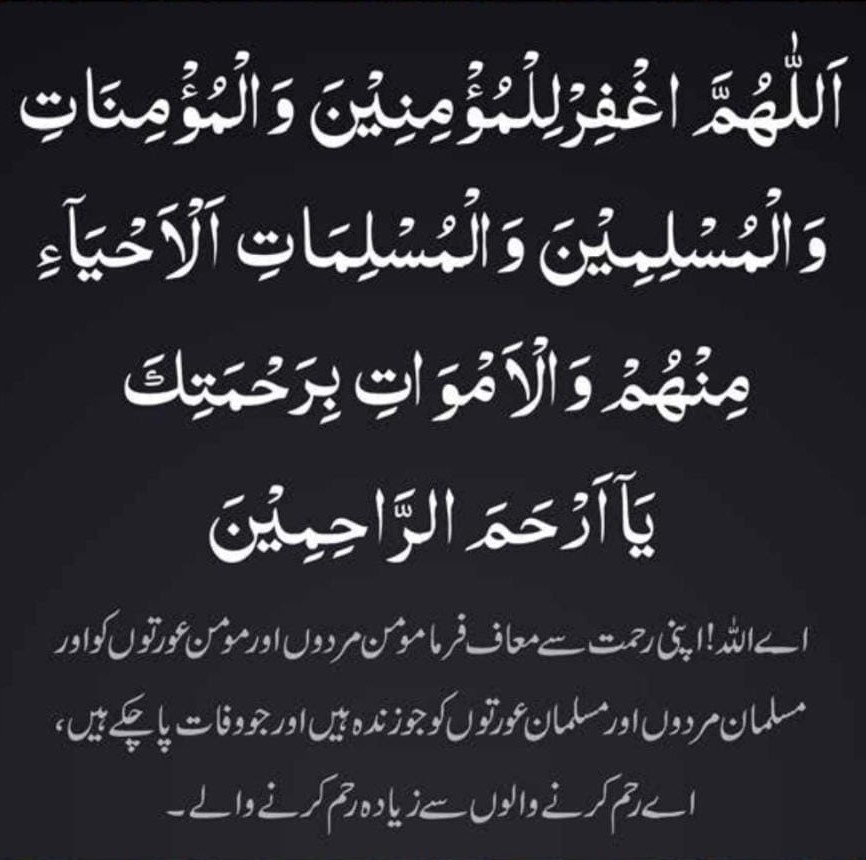 اَللّٰهُمَّ اغْفِرْلِلْمُؤْمِنِيْنَ وَالْمُؤْمِنَاتِ
وَالْمُسْلِمِيْنَ وَالْمُسْلِمَاتِ اَلْاَحْيَآءِ
مِنْهُمْ وَالْاَمْوَاتِ بِرَحْمَتِكَ
يَآاَرْحَمَ الرَّاحِمِيْنَ
اے اللہ! اپنی رحمت سے معاف فرما مومن مردوں اور مومن عورتوں کو اور
مسلمان مردوں اور مسلمان عورتوں کو جو زندہ ہیں اور جو وفات پا چکے ہیں،
اے رحم کرنے والوں سے زیادہ رحم کرنے والے۔